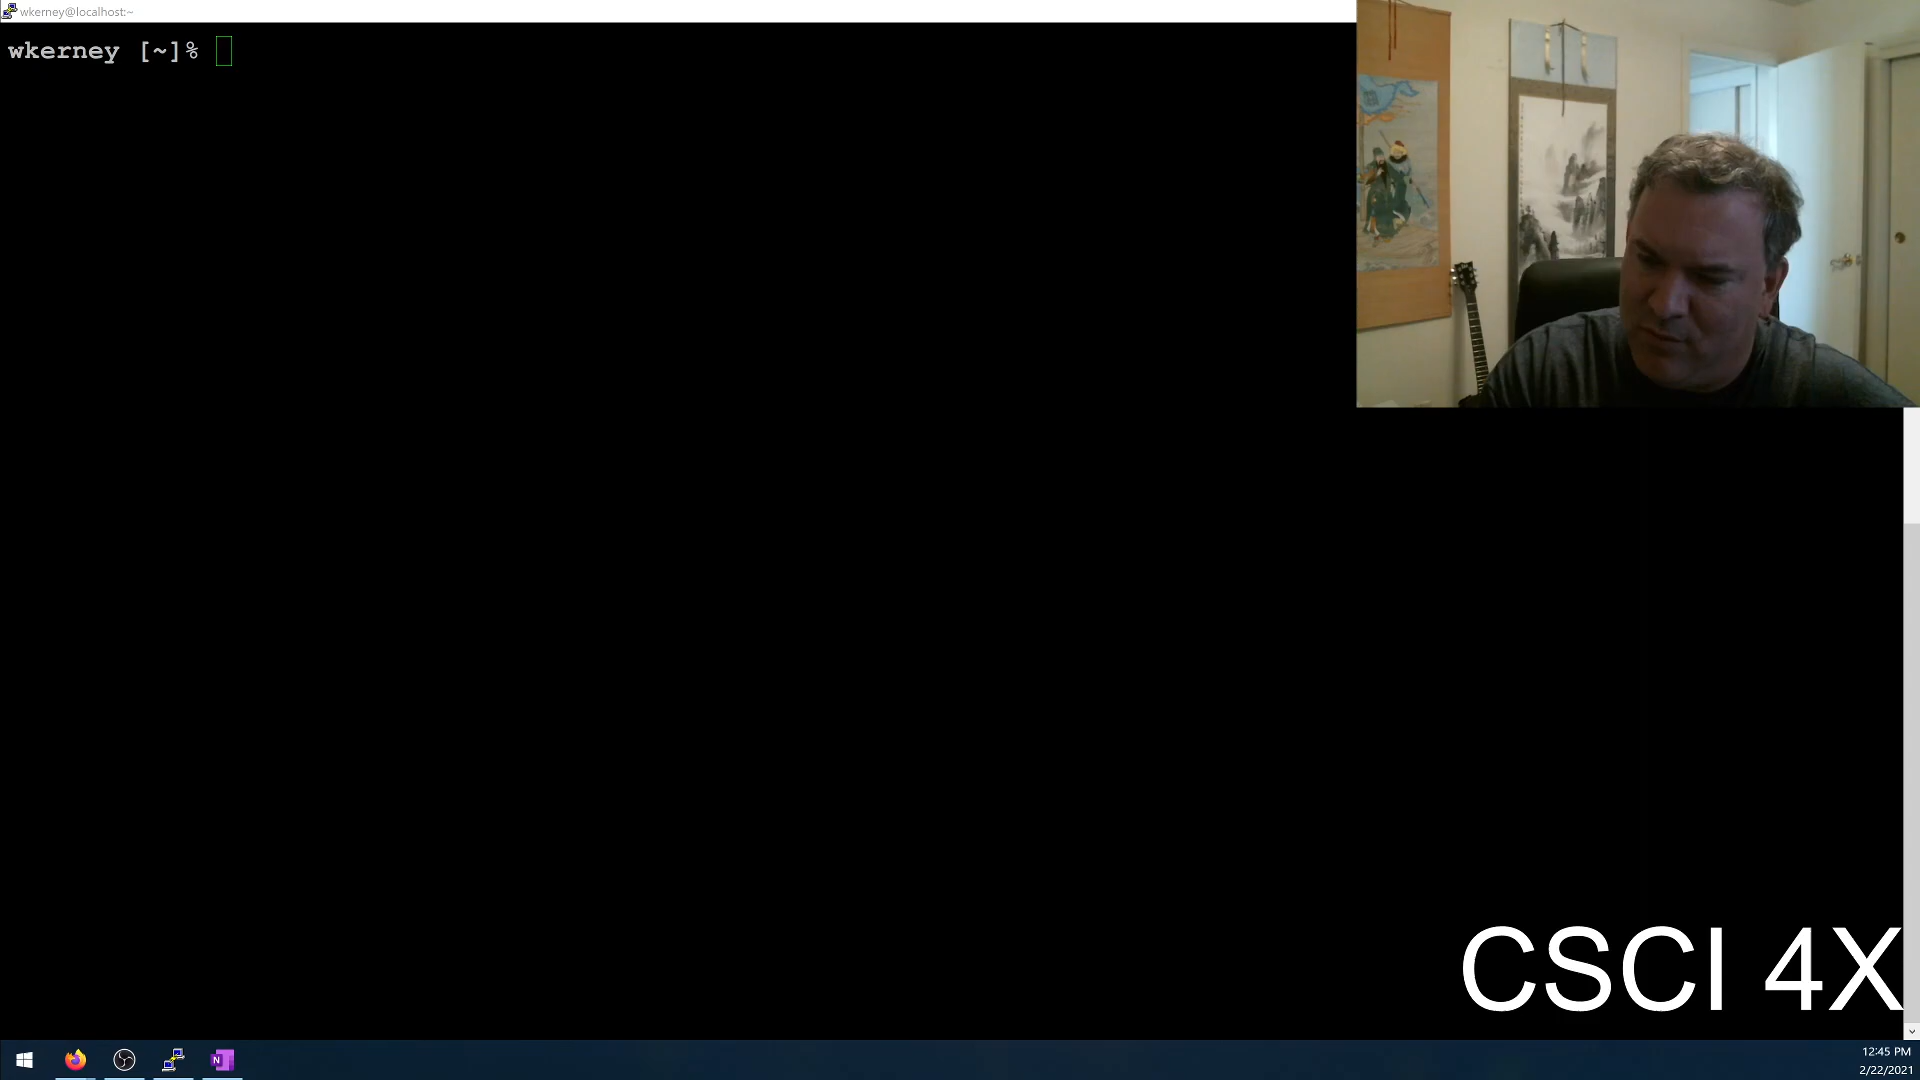 wkerney@localhost:~
wkerney [~]%
CSCI 4X
N
12:45 PM
2/22/2021